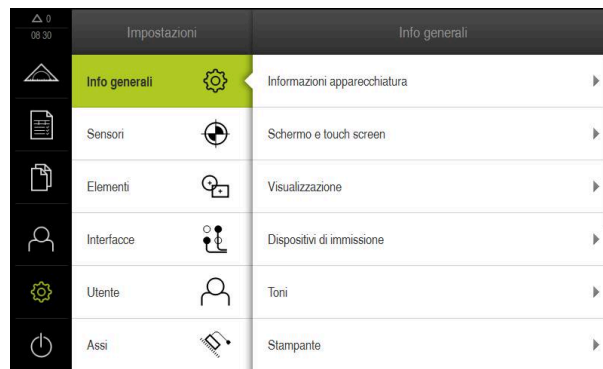 0
08 30
Impostazioni
Info generali
Info generali
Sensori
Elementi
Interfacce
Utente
Assi
Informazioni apparecchiatura
Schermo e touch screen
Visualizzazione
Dispositivi di immissione
Toni
Stampante